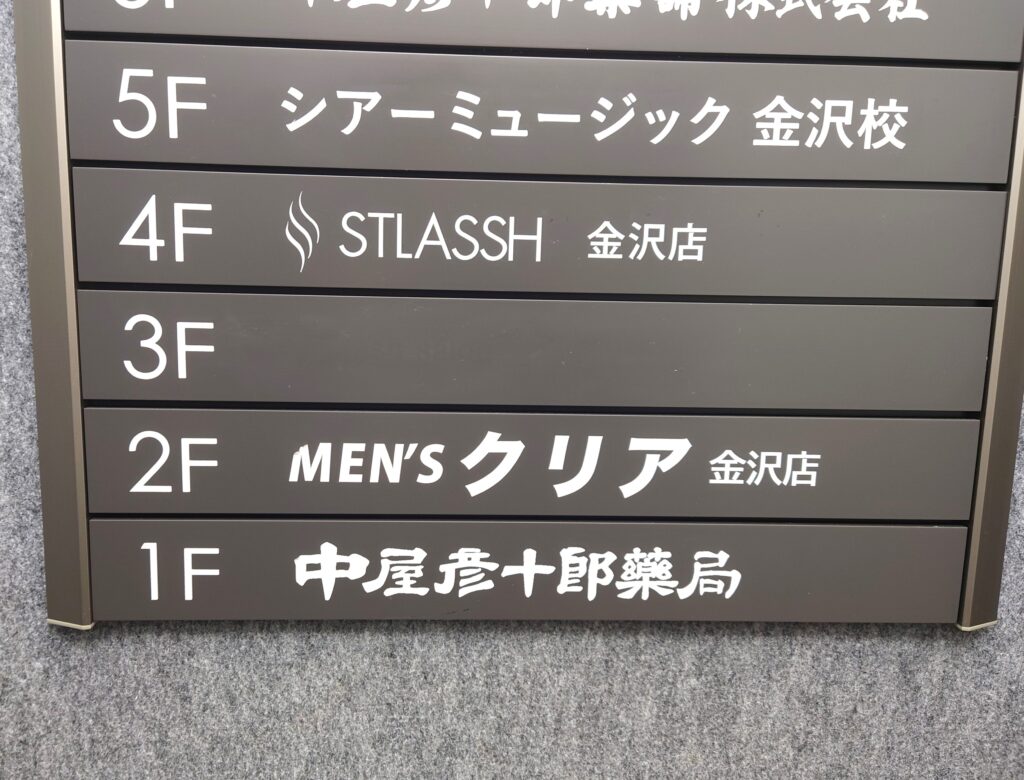 5F シアーミュージック 金沢校
4F STLASSH 金沢店
3F
2F MEN'S クリア 金沢店
1F 中屋彦十郎藥局